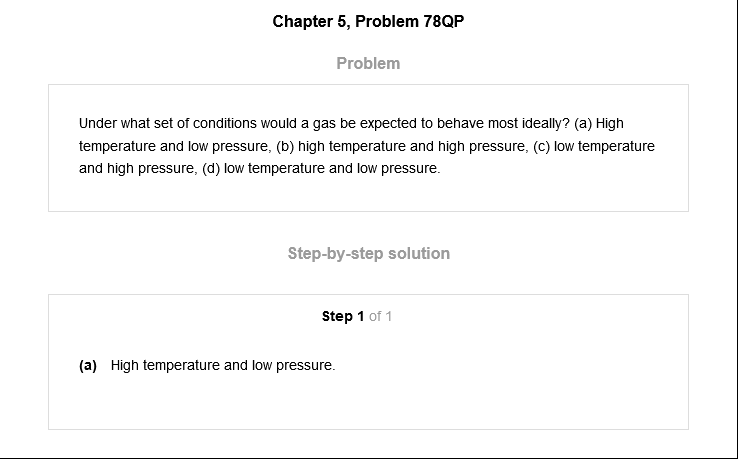 Chapter 5, Problem 78QP
Problem
Under what set of conditions would a gas be expected to behave most ideally? (a) High
temperature and low pressure, (b) high temperature and high pressure, (c) low temperature
and high pressure, (d) low temperature and low pressure.
Step-by-step solution
Step 1 of 1
(a) High temperature and low pressure.